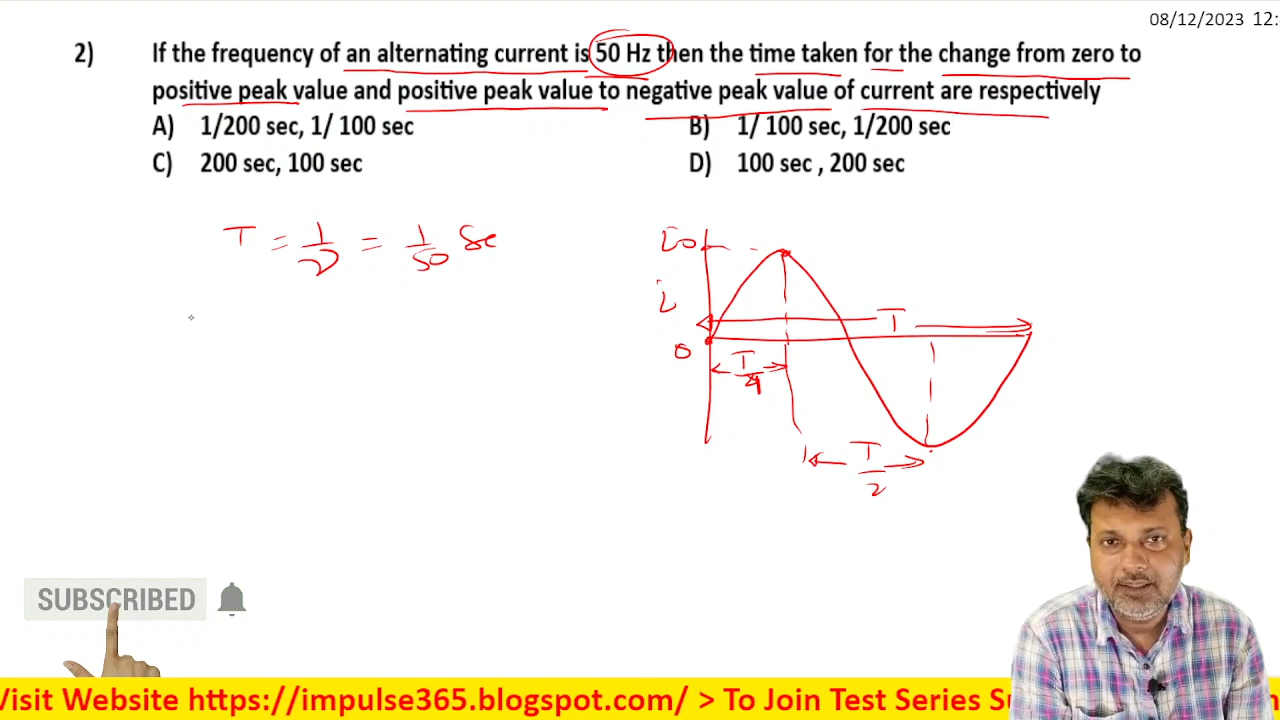 08/12/2023 12:
2) If the frequency of an alternating current is 50 Hz then the time taken for the change from zero to
positive peak value and positive peak value to negative peak value of current are respectively
A) 1/200 sec, 1/ 100 sec B) 1/ 100 sec, 1/200 sec
C) 200 sec, 100 sec D) 100 sec , 200 sec
T = 1/ν = 1/50 Sec
I0
i
T
0
T/4
T/2
SUBSCRIBED
Visit Website https://impulse365.blogspot.com/ > To Join Test Series